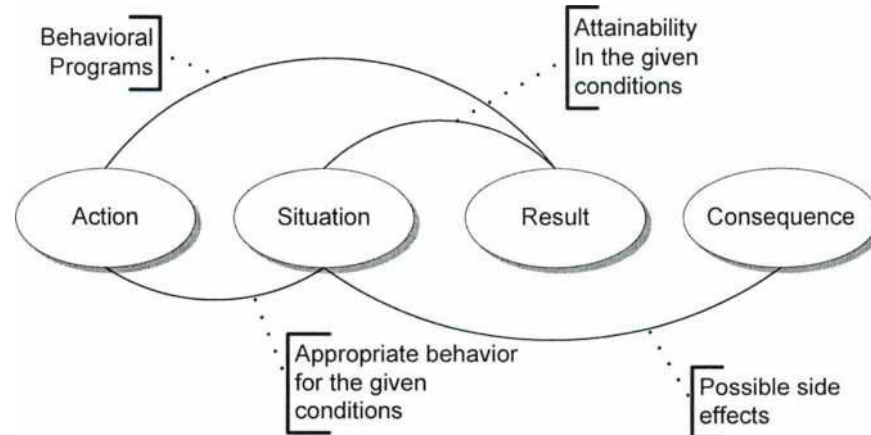 Behavioral
Programs
Attainability
In the given
conditions
Action
Situation
Result
Consequence
Appropriate behavior
for the given
conditions
Possible side
effects